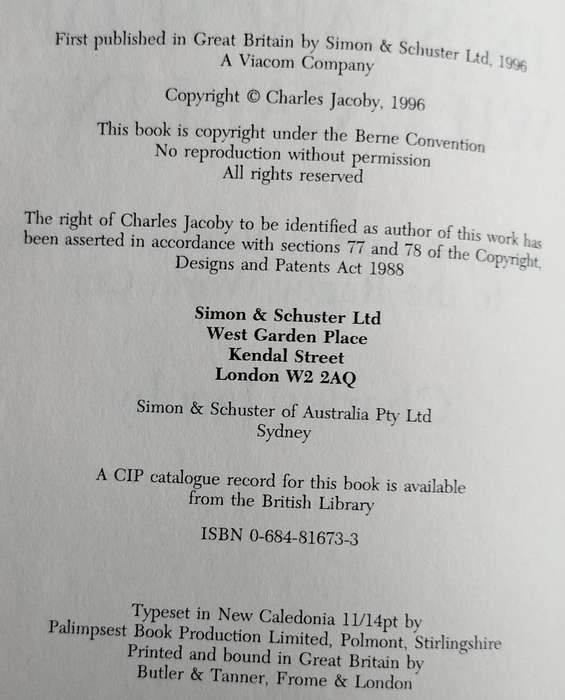 First published in Great Britain by Simon & Schuster Ltd, 1996
A Viacom Company
Copyright © Charles Jacoby, 1996
This book is copyright under the Berne Convention
No reproduction without permission
All rights reserved
The right of Charles Jacoby to be identified as author of this work has
been asserted in accordance with sections 77 and 78 of the Copyright,
Designs and Patents Act 1988
Simon & Schuster Ltd
West Garden Place
Kendal Street
London W2 2AQ
Simon & Schuster of Australia Pty Ltd
Sydney
A CIP catalogue record for this book is available
from the British Library
ISBN 0-684-81673-3
Typeset in New Caledonia 11/14pt by
Palimpsest Book Production Limited, Polmont, Stirlingshire
Printed and bound in Great Britain by
Butler & Tanner, Frome & London